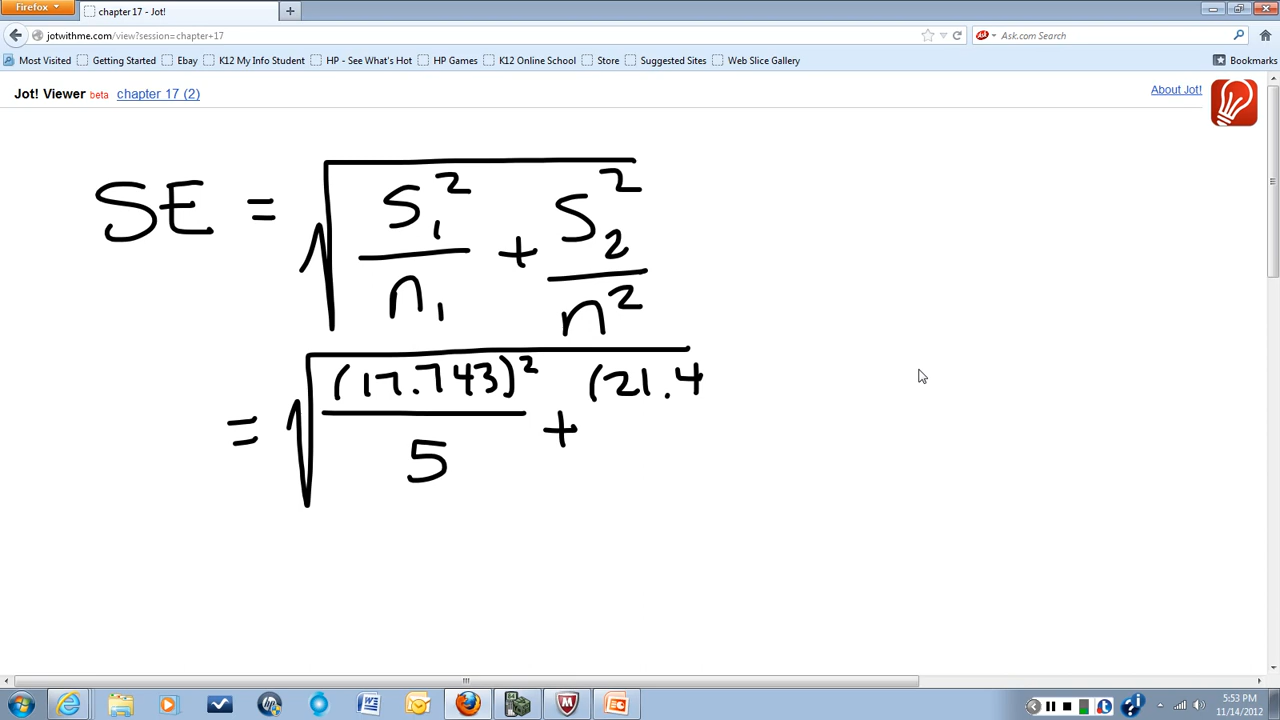 Firefox
chapter 17 - Jot!
jotwithme.com/view?session=chapter+17
Ask.com Search
Most Visited Getting Started Ebay K12 My Info Student HP - See What's Hot HP Games K12 Online School Store Suggested Sites Web Slice Gallery Bookmarks
Jot! Viewer beta chapter 17 (2) About Jot!
SE = √(S₁²/n₁ + S₂²/n²)
= √((17.743)²/5 + (21.4
5:53 PM
11/14/2012